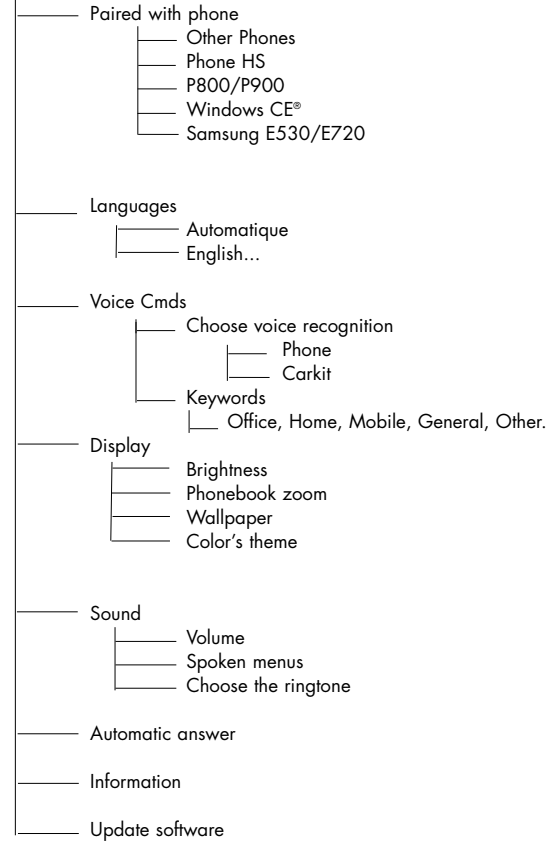 Paired with phone
Other Phones
Phone HS
P800/P900
Windows CE®
Samsung E530/E720
Languages
Automatique
English...
Voice Cmds
Choose voice recognition
Phone
Carkit
Keywords
Office, Home, Mobile, General, Other.
Display
Brightness
Phonebook zoom
Wallpaper
Color's theme
Sound
Volume
Spoken menus
Choose the ringtone
Automatic answer
Information
Update software